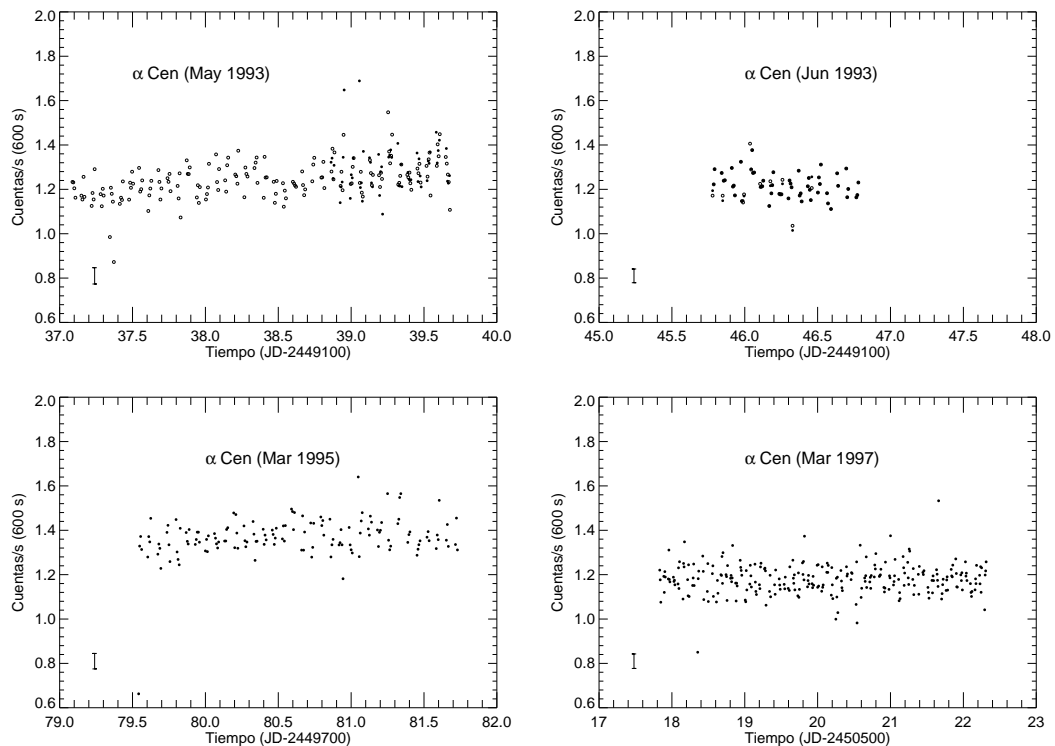 α Cen (May 1993)
Cuentas/s (600 s)
2.0
1.8
1.6
1.4
1.2
1.0
0.8
0.6
37.0 37.5 38.0 38.5 39.0 39.5 40.0
Tiempo (JD-2449100)
α Cen (Jun 1993)
Cuentas/s (600 s)
2.0
1.8
1.6
1.4
1.2
1.0
0.8
0.6
45.0 45.5 46.0 46.5 47.0 47.5 48.0
Tiempo (JD-2449100)
α Cen (Mar 1995)
Cuentas/s (600 s)
2.0
1.8
1.6
1.4
1.2
1.0
0.8
0.6
79.0 79.5 80.0 80.5 81.0 81.5 82.0
Tiempo (JD-2449700)
α Cen (Mar 1997)
Cuentas/s (600 s)
2.0
1.8
1.6
1.4
1.2
1.0
0.8
0.6
17 18 19 20 21 22 23
Tiempo (JD-2450500)